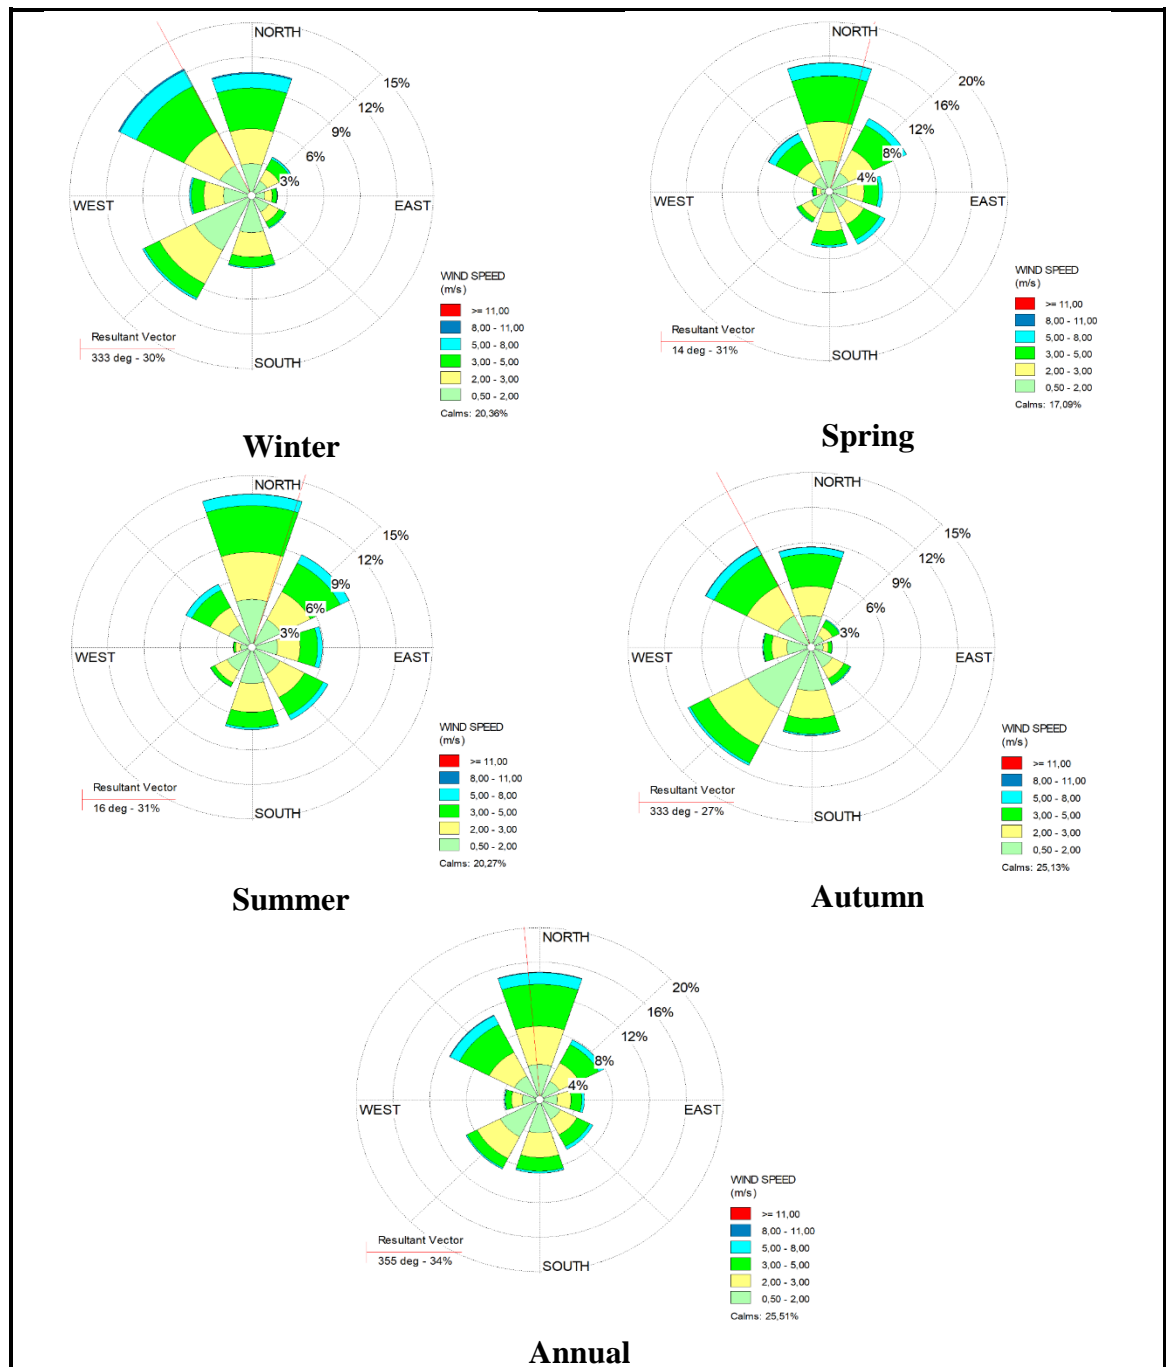 NORTH
15%
12%
9%
6%
3%
WEST
EAST
SOUTH
WIND SPEED
(m/s)
>= 11,00
8,00 - 11,00
5,00 - 8,00
3,00 - 5,00
2,00 - 3,00
0,50 - 2,00
Calms: 20,36%
Resultant Vector
333 deg - 30%
Winter
NORTH
20%
16%
12%
8%
4%
WEST
EAST
SOUTH
WIND SPEED
(m/s)
>= 11,00
8,00 - 11,00
5,00 - 8,00
3,00 - 5,00
2,00 - 3,00
0,50 - 2,00
Calms: 17,09%
Resultant Vector
14 deg - 31%
Spring
NORTH
15%
12%
9%
6%
3%
WEST
EAST
SOUTH
WIND SPEED
(m/s)
>= 11,00
8,00 - 11,00
5,00 - 8,00
3,00 - 5,00
2,00 - 3,00
0,50 - 2,00
Calms: 20,27%
Resultant Vector
16 deg - 31%
Summer
NORTH
15%
12%
9%
6%
3%
WEST
EAST
SOUTH
WIND SPEED
(m/s)
>= 11,00
8,00 - 11,00
5,00 - 8,00
3,00 - 5,00
2,00 - 3,00
0,50 - 2,00
Calms: 25,13%
Resultant Vector
333 deg - 27%
Autumn
NORTH
20%
16%
12%
8%
4%
WEST
EAST
SOUTH
WIND SPEED
(m/s)
>= 11,00
8,00 - 11,00
5,00 - 8,00
3,00 - 5,00
2,00 - 3,00
0,50 - 2,00
Calms: 25,51%
Resultant Vector
355 deg - 34%
Annual